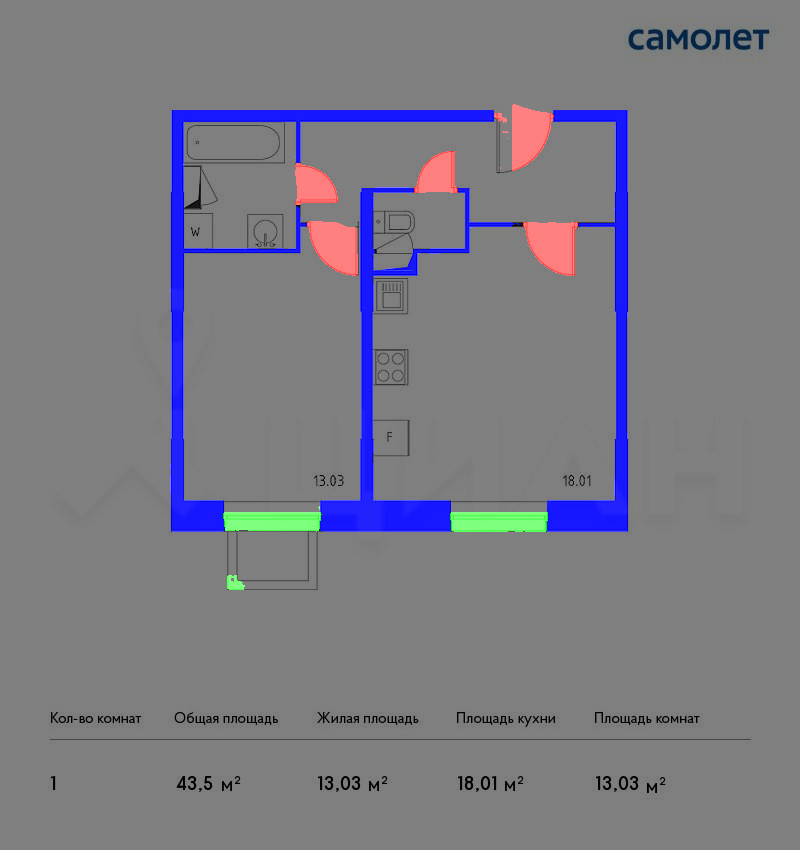 самолет
W
F
13.03
18.01
ЦИАН
Кол-во комнат Общая площадь Жилая площадь Площадь кухни Площадь комнат
1 43,5 м² 13,03 м² 18,01 м² 13,03 м²